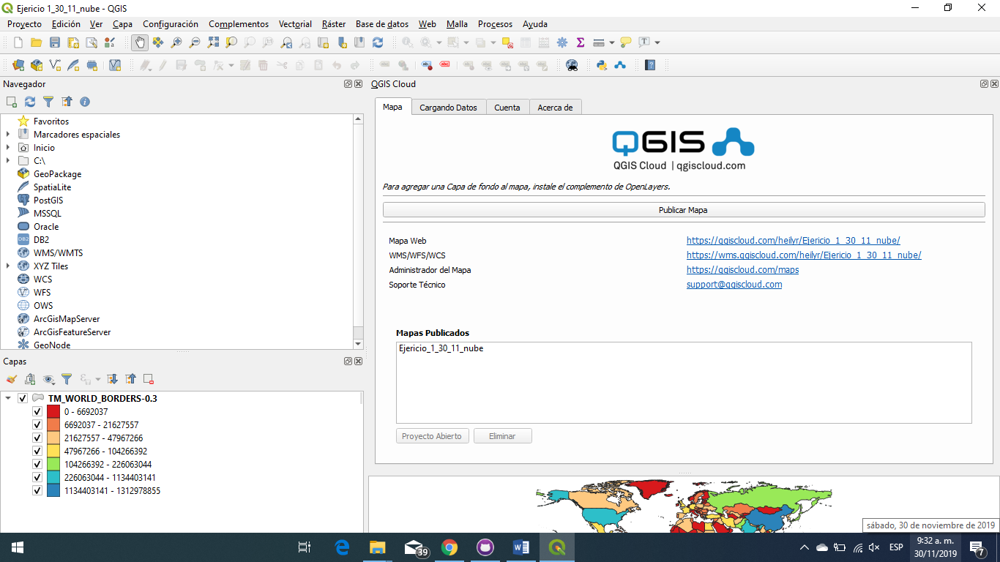 Ejericio 1_30_11_nube - QGIS
Proyecto Edición Ver Capa Configuración Complementos Vectorial Ráster Base de datos Web Malla Procesos Ayuda
Navegador
Favoritos
Marcadores espaciales
Inicio
C:\
GeoPackage
SpatiaLite
PostGIS
MSSQL
Oracle
DB2
WMS/WMTS
XYZ Tiles
WCS
WFS
OWS
ArcGisMapServer
ArcGisFeatureServer
GeoNode
Capas
TM_WORLD_BORDERS-0.3
0 - 6692037
6692037 - 21627557
21627557 - 47967266
47967266 - 104266392
104266392 - 226063044
226063044 - 1134403141
1134403141 - 1312978855
QGIS Cloud
Mapa Cargando Datos Cuenta Acerca de
QGIS
QGIS Cloud | qgiscloud.com
Para agregar una Capa de fondo al mapa, instale el complemento de OpenLayers.
Publicar Mapa
Mapa Web https://qgiscloud.com/heilyr/Ejericio_1_30_11_nube/
WMS/WFS/WCS https://wms.qgiscloud.com/heilyr/Ejericio_1_30_11_nube/
Administrador del Mapa https://qgiscloud.com/maps
Soporte Técnico support@qgiscloud.com
Mapas Publicados
Ejericio_1_30_11_nube
Proyecto Abierto Eliminar
sábado, 30 de noviembre de 2019
39
ESP
9:32 a. m.
30/11/2019
7